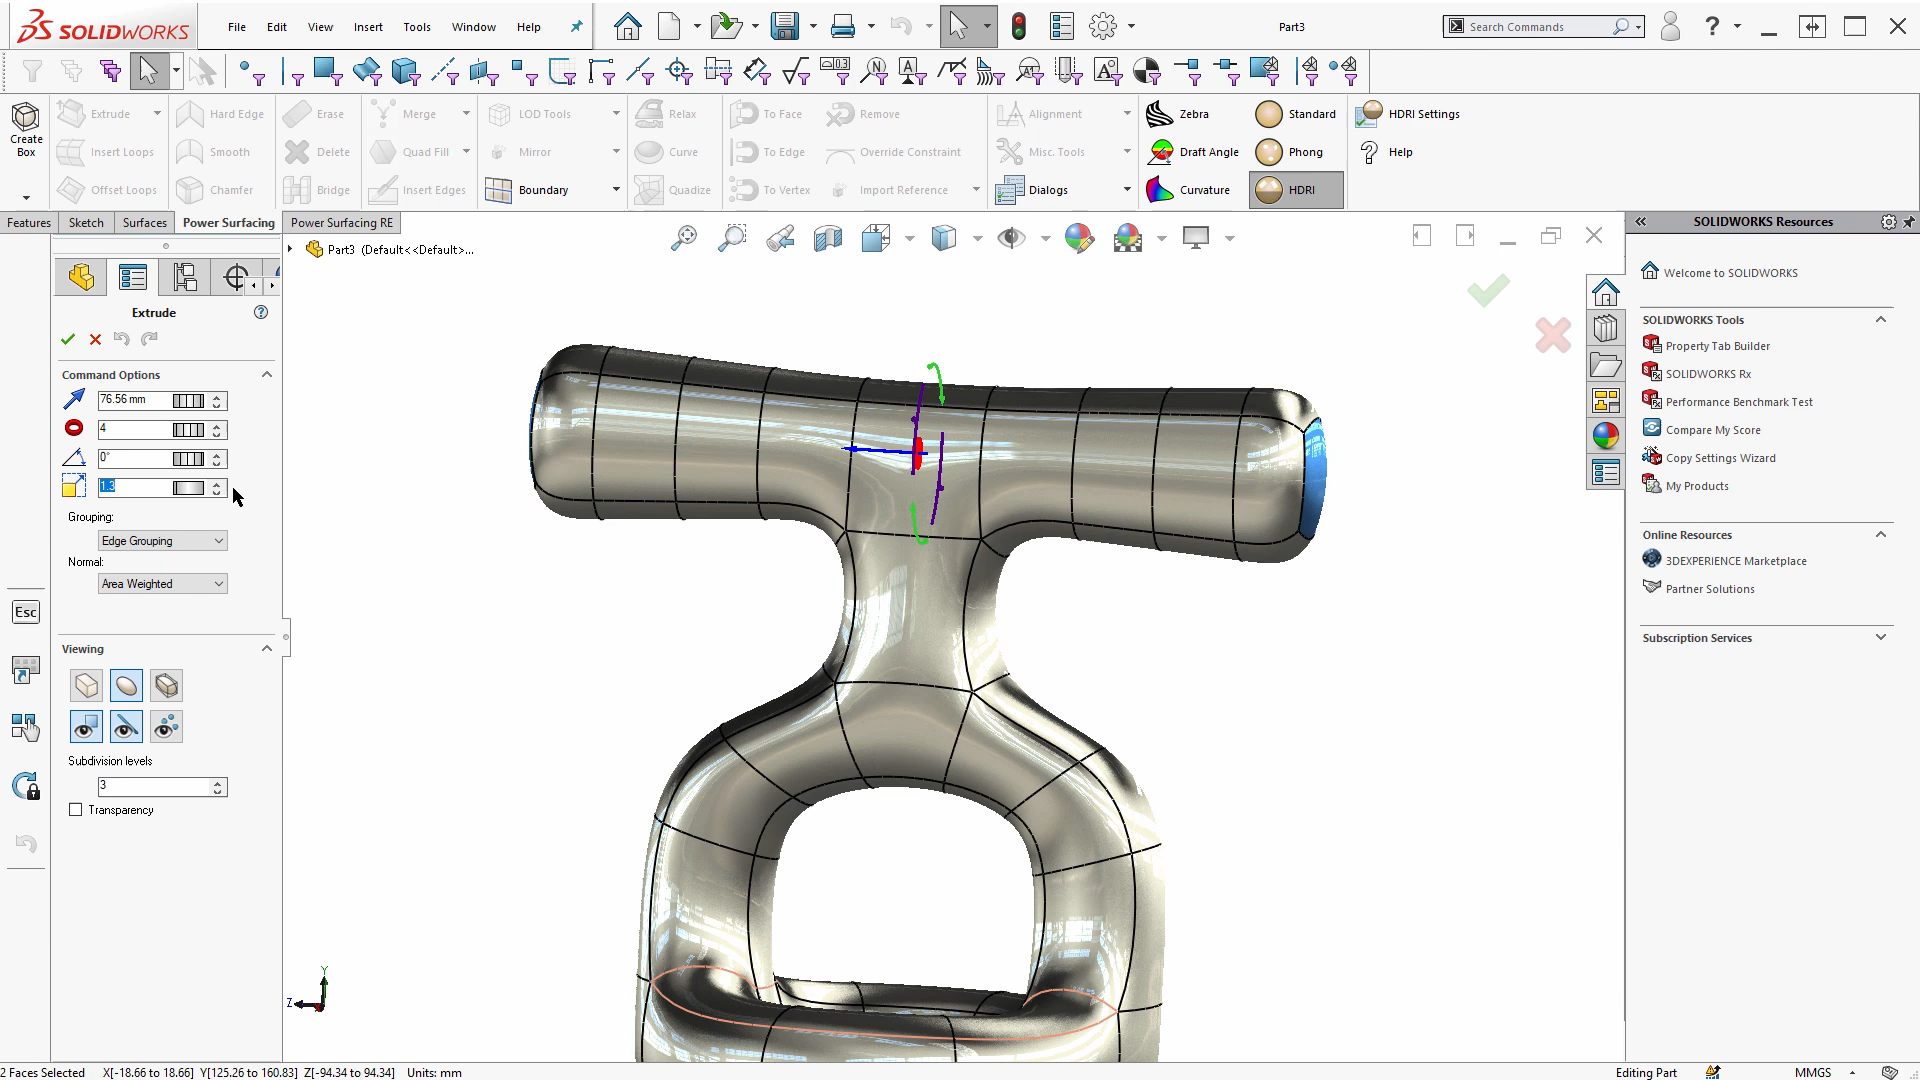 SOLIDWORKS
File Edit View Insert Tools Window Help
Part3
Search Commands
?
Create Box
Extrude
Insert Loops
Offset Loops
Hard Edge
Smooth
Chamfer
Erase
Delete
Bridge
Merge
Quad Fill
Insert Edges
LOD Tools
Mirror
Boundary
Relax
Curve
Quadize
To Face
To Edge
To Vertex
Remove
Override Constraint
Import Reference
Alignment
Misc. Tools
Dialogs
Zebra
Draft Angle
Curvature
Standard
Phong
HDRI
HDRI Settings
Help
Features Sketch Surfaces Power Surfacing Power Surfacing RE
Part3 (Default<<Default>...
Extrude
Command Options
76.56 mm
4
0°
1.3
Grouping:
Edge Grouping
Normal:
Area Weighted
Esc
Viewing
Subdivision levels
3
Transparency
Y
Z
SOLIDWORKS Resources
Welcome to SOLIDWORKS
SOLIDWORKS Tools
Property Tab Builder
SOLIDWORKS Rx
Performance Benchmark Test
Compare My Score
Copy Settings Wizard
My Products
Online Resources
3DEXPERIENCE Marketplace
Partner Solutions
Subscription Services
2 Faces Selected X[-18.66 to 18.66] Y[125.26 to 160.83] Z[-94.34 to 94.34] Units: mm
Editing Part
MMGS